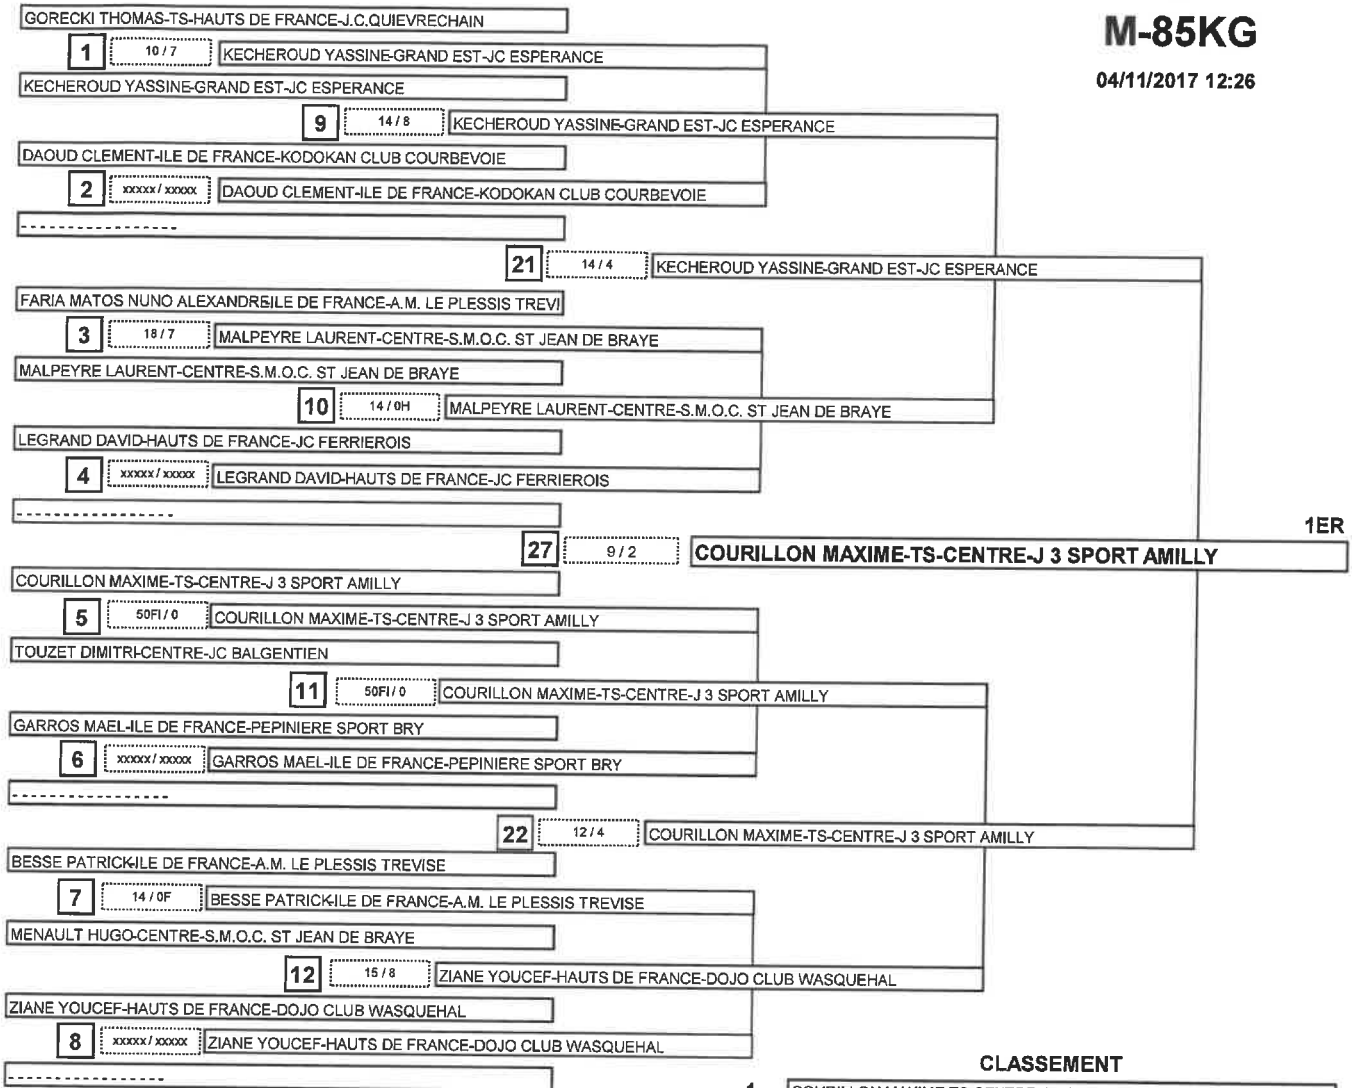 GORECKI THOMAS-TS-HAUTS DE FRANCE-J.C.QUIEVRECHAIN
M-85KG
1 10 / 7 KECHEROUD YASSINE-GRAND EST-JC ESPERANCE
KECHEROUD YASSINE-GRAND EST-JC ESPERANCE
04/11/2017 12:26
9 14 / 8 KECHEROUD YASSINE-GRAND EST-JC ESPERANCE
DAOUD CLEMENT-ILE DE FRANCE-KODOKAN CLUB COURBEVOIE
2 xxxxx / xxxxx DAOUD CLEMENT-ILE DE FRANCE-KODOKAN CLUB COURBEVOIE
- - - - - - - - - - - - - - - - -
21 14 / 4 KECHEROUD YASSINE-GRAND EST-JC ESPERANCE
FARIA MATOS NUNO ALEXANDRE-ILE DE FRANCE-A.M. LE PLESSIS TREVI
3 18 / 7 MALPEYRE LAURENT-CENTRE-S.M.O.C. ST JEAN DE BRAYE
MALPEYRE LAURENT-CENTRE-S.M.O.C. ST JEAN DE BRAYE
10 14 / 0H MALPEYRE LAURENT-CENTRE-S.M.O.C. ST JEAN DE BRAYE
LEGRAND DAVID-HAUTS DE FRANCE-JC FERRIEROIS
4 xxxxx / xxxxx LEGRAND DAVID-HAUTS DE FRANCE-JC FERRIEROIS
- - - - - - - - - - - - - - - - -
1ER
27 9 / 2 COURILLON MAXIME-TS-CENTRE-J 3 SPORT AMILLY
COURILLON MAXIME-TS-CENTRE-J 3 SPORT AMILLY
5 50FI / 0 COURILLON MAXIME-TS-CENTRE-J 3 SPORT AMILLY
TOUZET DIMITRI-CENTRE-JC BALGENTIEN
11 50FI / 0 COURILLON MAXIME-TS-CENTRE-J 3 SPORT AMILLY
GARROS MAEL-ILE DE FRANCE-PEPINIERE SPORT BRY
6 xxxxx / xxxxx GARROS MAEL-ILE DE FRANCE-PEPINIERE SPORT BRY
- - - - - - - - - - - - - - - - -
22 12 / 4 COURILLON MAXIME-TS-CENTRE-J 3 SPORT AMILLY
BESSE PATRICK-ILE DE FRANCE-A.M. LE PLESSIS TREVISE
7 14 / 0F BESSE PATRICK-ILE DE FRANCE-A.M. LE PLESSIS TREVISE
MENAULT HUGO-CENTRE-S.M.O.C. ST JEAN DE BRAYE
12 15 / 8 ZIANE YOUCEF-HAUTS DE FRANCE-DOJO CLUB WASQUEHAL
ZIANE YOUCEF-HAUTS DE FRANCE-DOJO CLUB WASQUEHAL
8 xxxxx / xxxxx ZIANE YOUCEF-HAUTS DE FRANCE-DOJO CLUB WASQUEHAL
CLASSEMENT
- - - - - - - - - - - - - - - - -